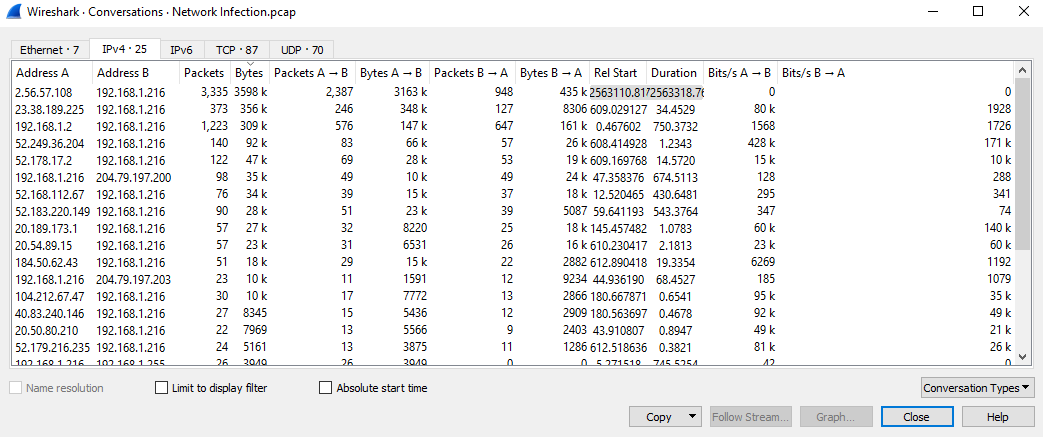 Wireshark · Conversations · Network Infection.pcap
Ethernet · 7 IPv4 · 25 IPv6 TCP · 87 UDP · 70
Address A Address B Packets Bytes Packets A → B Bytes A → B Packets B → A Bytes B → A Rel Start Duration Bits/s A → B Bits/s B → A
2.56.57.108 192.168.1.216 3,335 3598 k 2,387 3163 k 948 435 k 0 0
23.38.189.225 192.168.1.216 373 356 k 246 348 k 127 8306 609.029127 34.4529 80 k 1928
192.168.1.2 192.168.1.216 1,223 309 k 576 147 k 647 161 k 0.467602 750.3732 1568 1726
52.249.36.204 192.168.1.216 140 92 k 83 66 k 57 26 k 608.414928 1.2343 428 k 171 k
52.178.17.2 192.168.1.216 122 47 k 69 28 k 53 19 k 609.169768 14.5720 15 k 10 k
192.168.1.216 204.79.197.200 98 35 k 49 10 k 49 24 k 47.358376 674.5113 128 288
52.168.112.67 192.168.1.216 76 34 k 39 15 k 37 18 k 12.520465 430.6481 295 341
52.183.220.149 192.168.1.216 90 28 k 51 23 k 39 5087 59.641193 543.3764 347 74
20.189.173.1 192.168.1.216 57 27 k 32 8220 25 18 k 145.457482 1.0783 60 k 140 k
20.54.89.15 192.168.1.216 57 23 k 31 6531 26 16 k 610.230417 2.1813 23 k 60 k
184.50.62.43 192.168.1.216 51 18 k 29 15 k 22 2882 612.890418 19.3354 6269 1192
192.168.1.216 204.79.197.203 23 10 k 11 1591 12 9234 44.936190 68.4527 185 1079
104.212.67.47 192.168.1.216 30 10 k 17 7772 13 2866 180.667871 0.6541 95 k 35 k
40.83.240.146 192.168.1.216 27 8345 15 5436 12 2909 180.563697 0.4678 92 k 49 k
20.50.80.210 192.168.1.216 22 7969 13 5566 9 2403 43.910807 0.8947 49 k 21 k
52.179.216.235 192.168.1.216 24 5161 13 3875 11 1286 612.518636 0.3821 81 k 26 k
192.168.1.216 192.168.1.255 26 3949 26 3949 0 0 5.271518 745.5254 42 0
Name resolution Limit to display filter Absolute start time Conversation Types
Copy Follow Stream... Graph... Close Help